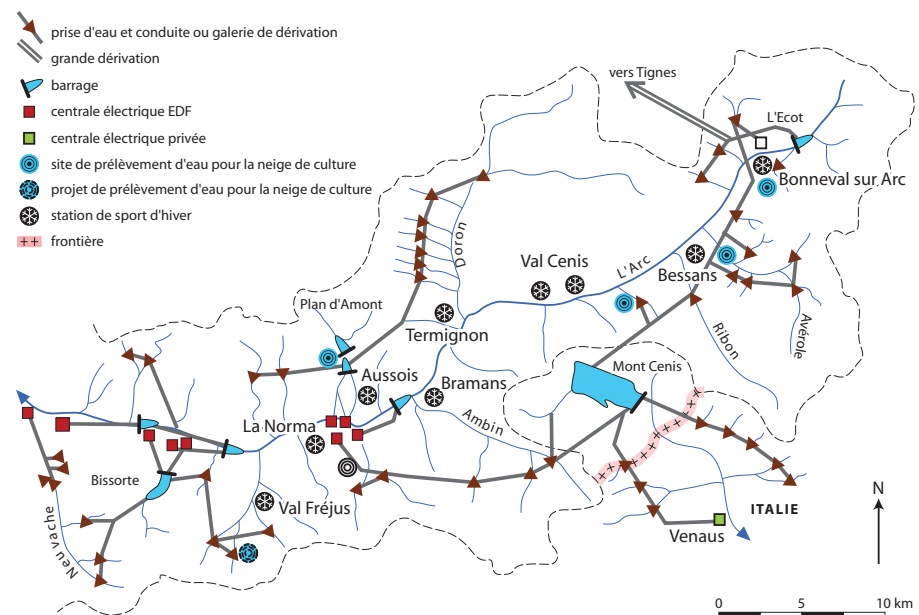 prise d'eau et conduite ou galerie de dérivation
grande dérivation
barrage
centrale électrique EDF
centrale électrique privée
site de prélèvement d'eau pour la neige de culture
projet de prélèvement d'eau pour la neige de culture
station de sport d'hiver
frontière
vers Tignes
L'Ecot
Bonneval sur Arc
Doron
Val Cenis
L'Arc
Bessans
Plan d'Amont
Termignon
Ribon
Avérole
Mont Cenis
Aussois
Bramans
La Norma
Ambin
Bissorte
Val Fréjus
Neuvache
Venaus
ITALIE
N
0 5 10 km